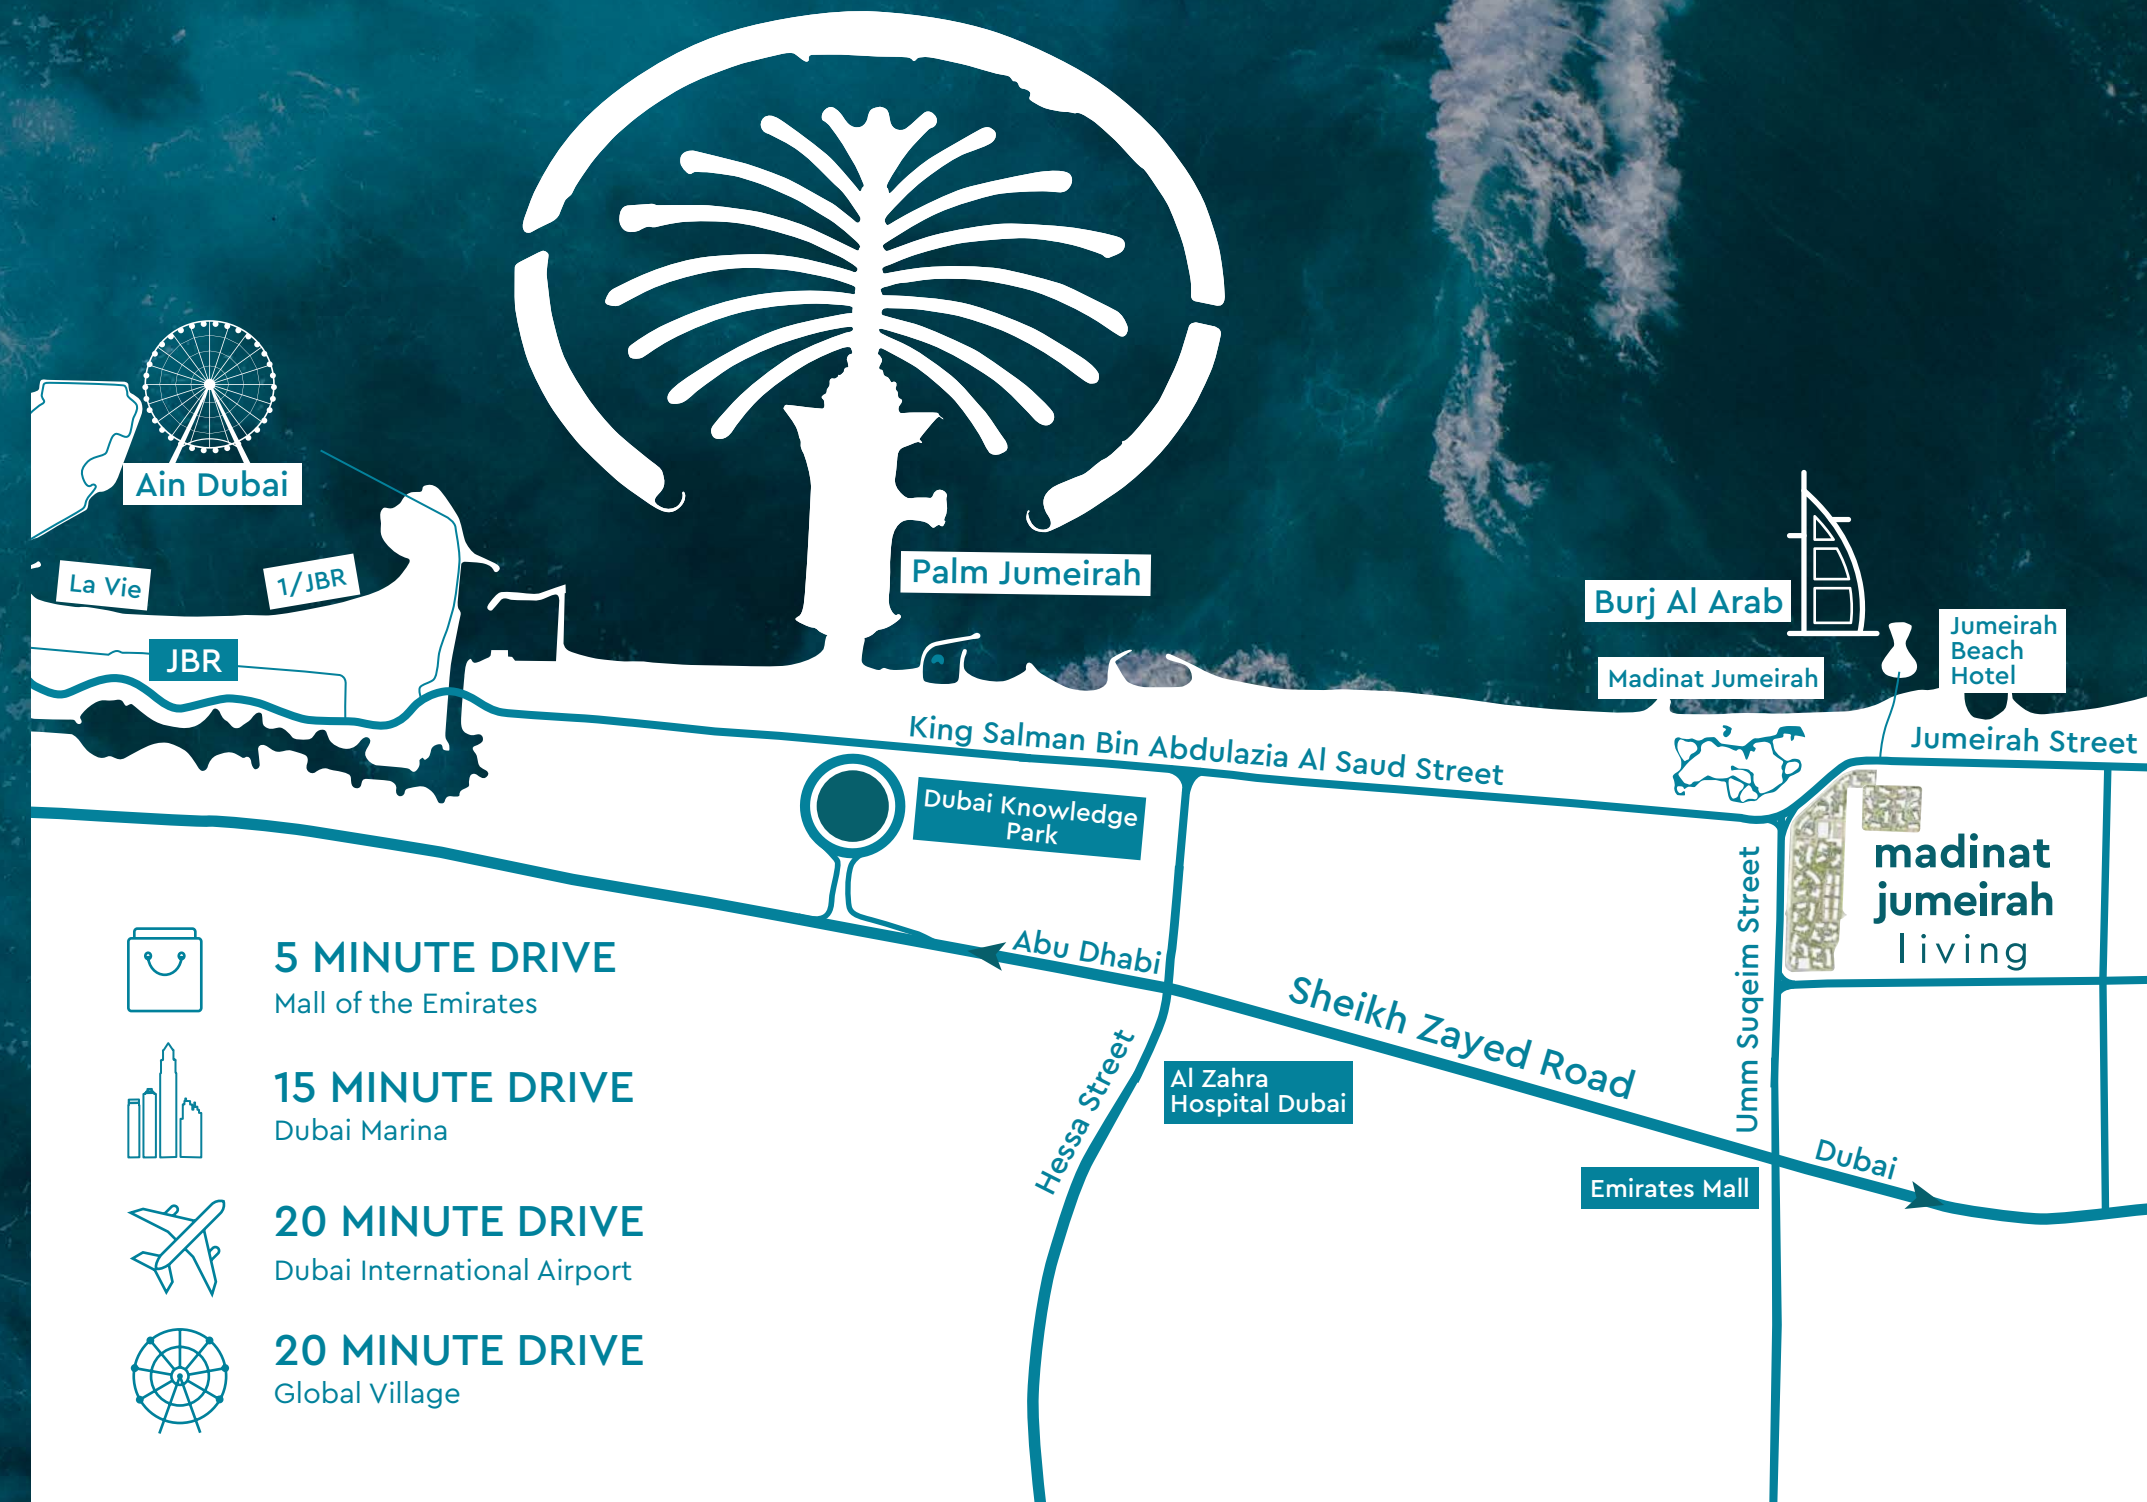 Ain Dubai
La Vie
1/JBR
JBR
Palm Jumeirah
Burj Al Arab
Madinat Jumeirah
Jumeirah
Beach
Hotel
King Salman Bin Abdulazia Al Saud Street
Jumeirah Street
Dubai Knowledge
Park
madinat
jumeirah
living
Umm Suqeim Street
Abu Dhabi
Sheikh Zayed Road
Hessa Street
Al Zahra
Hospital Dubai
Dubai
Emirates Mall
5 MINUTE DRIVE
Mall of the Emirates
15 MINUTE DRIVE
Dubai Marina
20 MINUTE DRIVE
Dubai International Airport
20 MINUTE DRIVE
Global Village